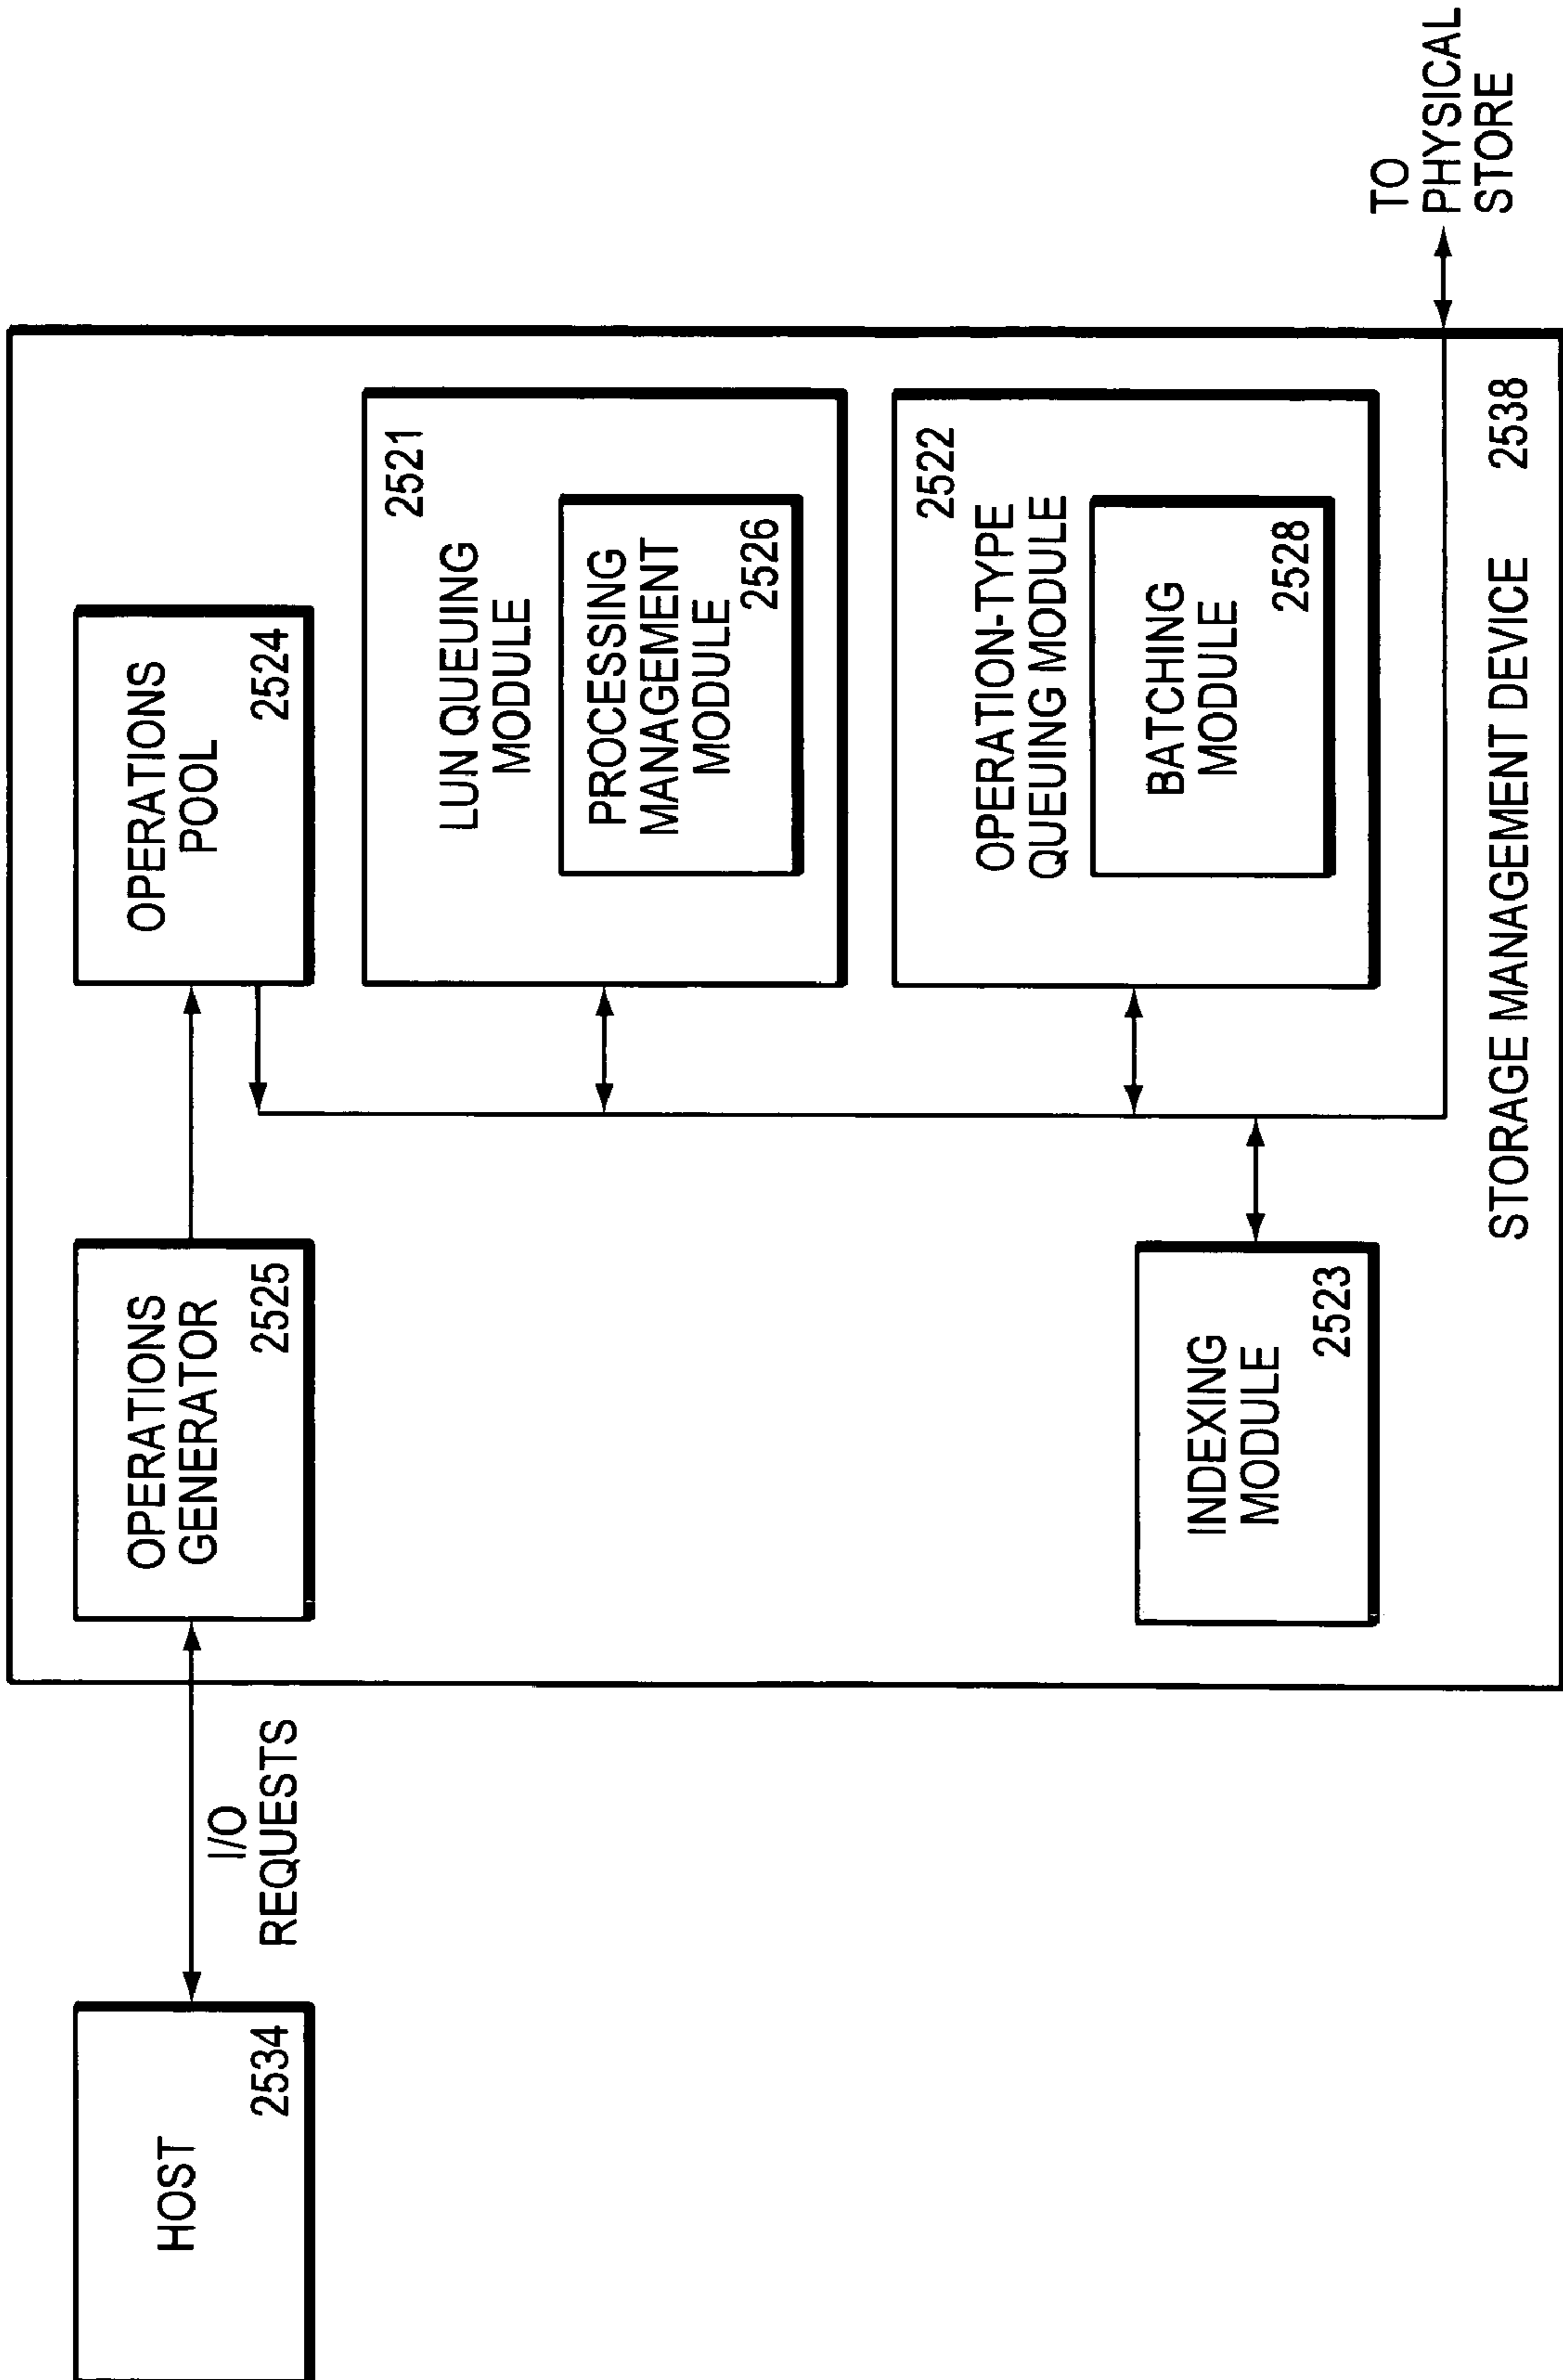 HOST
2534
I/O
REQUESTS
OPERATIONS
GENERATOR
2525
OPERATIONS
POOL
2524
2521
LUN QUEUING
MODULE
PROCESSING
MANAGEMENT
MODULE
2526
2522
OPERATION-TYPE
QUEUING MODULE
BATCHING
MODULE
2528
INDEXING
MODULE
2523
STORAGE MANAGEMENT DEVICE 2538
TO
PHYSICAL
STORE